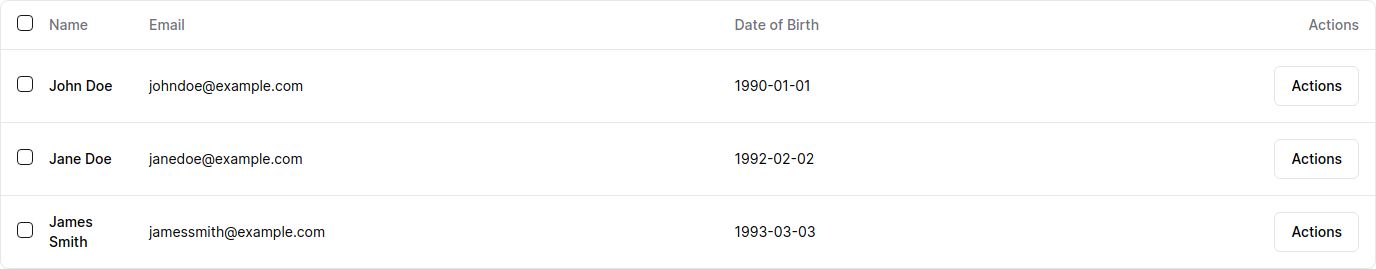 Name Email Date of Birth Actions
John Doe johndoe@example.com 1990-01-01 Actions
Jane Doe janedoe@example.com 1992-02-02 Actions
James
Smith jamessmith@example.com 1993-03-03 Actions